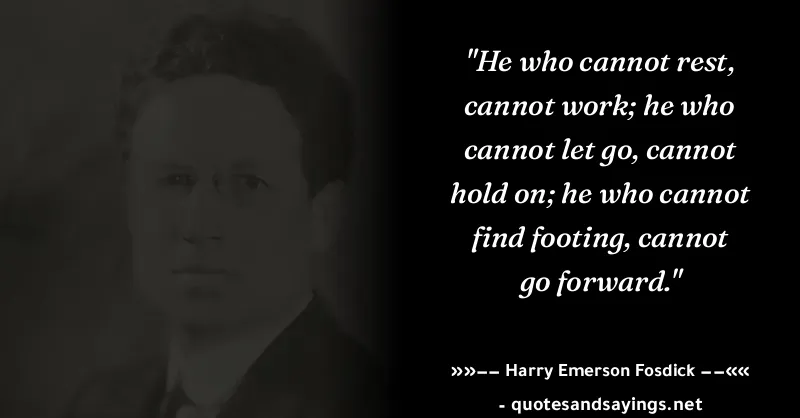 "He who cannot rest,
cannot work; he who
cannot let go, cannot
hold on; he who cannot
find footing, cannot
go forward."
»»–– Harry Emerson Fosdick ––««
- quotesandsayings.net